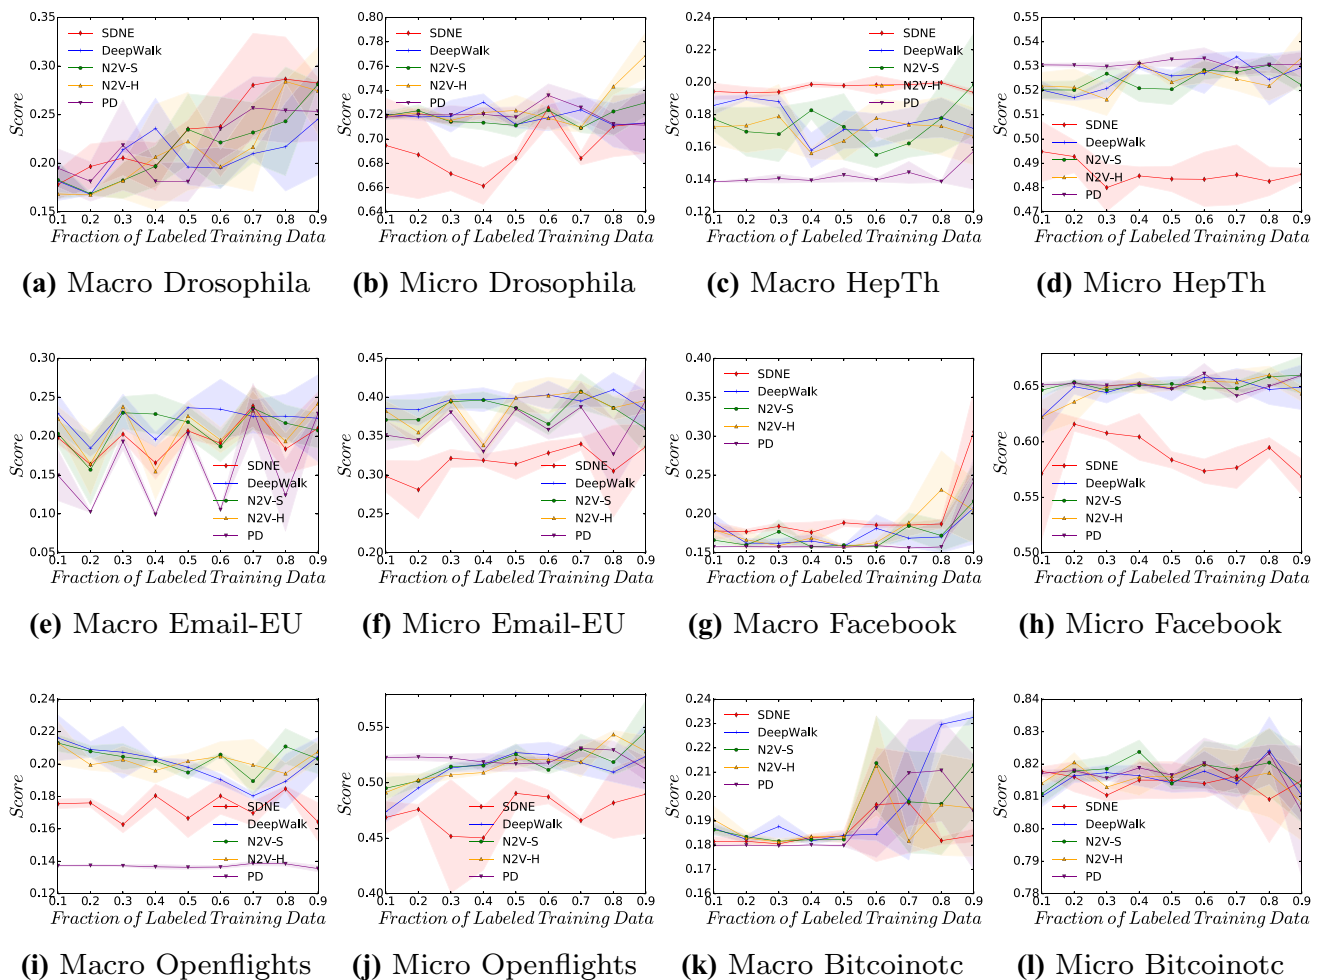 0.35
0.30
0.25
0.20
0.15
Score
SDNE
DeepWalk
N2V-S
N2V-H
PD
0.1 0.2 0.3 0.4 0.5 0.6 0.7 0.8 0.9
Fraction of Labeled Training Data
(a) Macro Drosophila
0.80
0.76
0.72
0.68
0.64
Score
SDNE
DeepWalk
N2V-S
N2V-H
PD
0.1 0.2 0.3 0.4 0.5 0.6 0.7 0.8 0.9
Fraction of Labeled Training Data
(b) Micro Drosophila
0.24
0.22
0.20
0.18
0.16
0.14
0.12
Score
SDNE
DeepWalk
N2V-S
N2V-H
PD
0.1 0.2 0.3 0.4 0.5 0.6 0.7 0.8 0.9
Fraction of Labeled Training Data
(c) Macro HepTh
0.55
0.54
0.53
0.52
0.51
0.50
0.49
0.48
0.47
Score
SDNE
DeepWalk
N2V-S
N2V-H
PD
0.1 0.2 0.3 0.4 0.5 0.6 0.7 0.8 0.9
Fraction of Labeled Training Data
(d) Micro HepTh
0.30
0.25
0.20
0.15
0.10
0.05
Score
SDNE
DeepWalk
N2V-S
N2V-H
PD
0.1 0.2 0.3 0.4 0.5 0.6 0.7 0.8 0.9
Fraction of Labeled Training Data
(e) Macro Email-EU
0.45
0.40
0.35
0.30
0.25
0.20
Score
SDNE
DeepWalk
N2V-S
N2V-H
PD
0.1 0.2 0.3 0.4 0.5 0.6 0.7 0.8 0.9
Fraction of Labeled Training Data
(f) Micro Email-EU
0.40
0.35
0.30
0.25
0.20
0.15
Score
SDNE
DeepWalk
N2V-S
N2V-H
PD
0.1 0.2 0.3 0.4 0.5 0.6 0.7 0.8 0.9
Fraction of Labeled Training Data
(g) Macro Facebook
0.65
0.60
0.55
0.50
Score
SDNE
DeepWalk
N2V-S
N2V-H
PD
0.1 0.2 0.3 0.4 0.5 0.6 0.7 0.8 0.9
Fraction of Labeled Training Data
(h) Micro Facebook
0.24
0.22
0.20
0.18
0.16
0.14
0.12
Score
SDNE
DeepWalk
N2V-S
N2V-H
PD
0.1 0.2 0.3 0.4 0.5 0.6 0.7 0.8 0.9
Fraction of Labeled Training Data
(i) Macro Openflights
0.55
0.50
0.45
0.40
Score
SDNE
DeepWalk
N2V-S
N2V-H
PD
0.1 0.2 0.3 0.4 0.5 0.6 0.7 0.8 0.9
Fraction of Labeled Training Data
(j) Micro Openflights
0.24
0.23
0.22
0.21
0.20
0.19
0.18
0.17
0.16
Score
SDNE
DeepWalk
N2V-S
N2V-H
PD
0.1 0.2 0.3 0.4 0.5 0.6 0.7 0.8 0.9
Fraction of Labeled Training Data
(k) Macro Bitcoinotc
0.84
0.83
0.82
0.81
0.80
0.79
0.78
Score
SDNE
DeepWalk
N2V-S
N2V-H
PD
0.1 0.2 0.3 0.4 0.5 0.6 0.7 0.8 0.9
Fraction of Labeled Training Data
(l) Micro Bitcoinotc